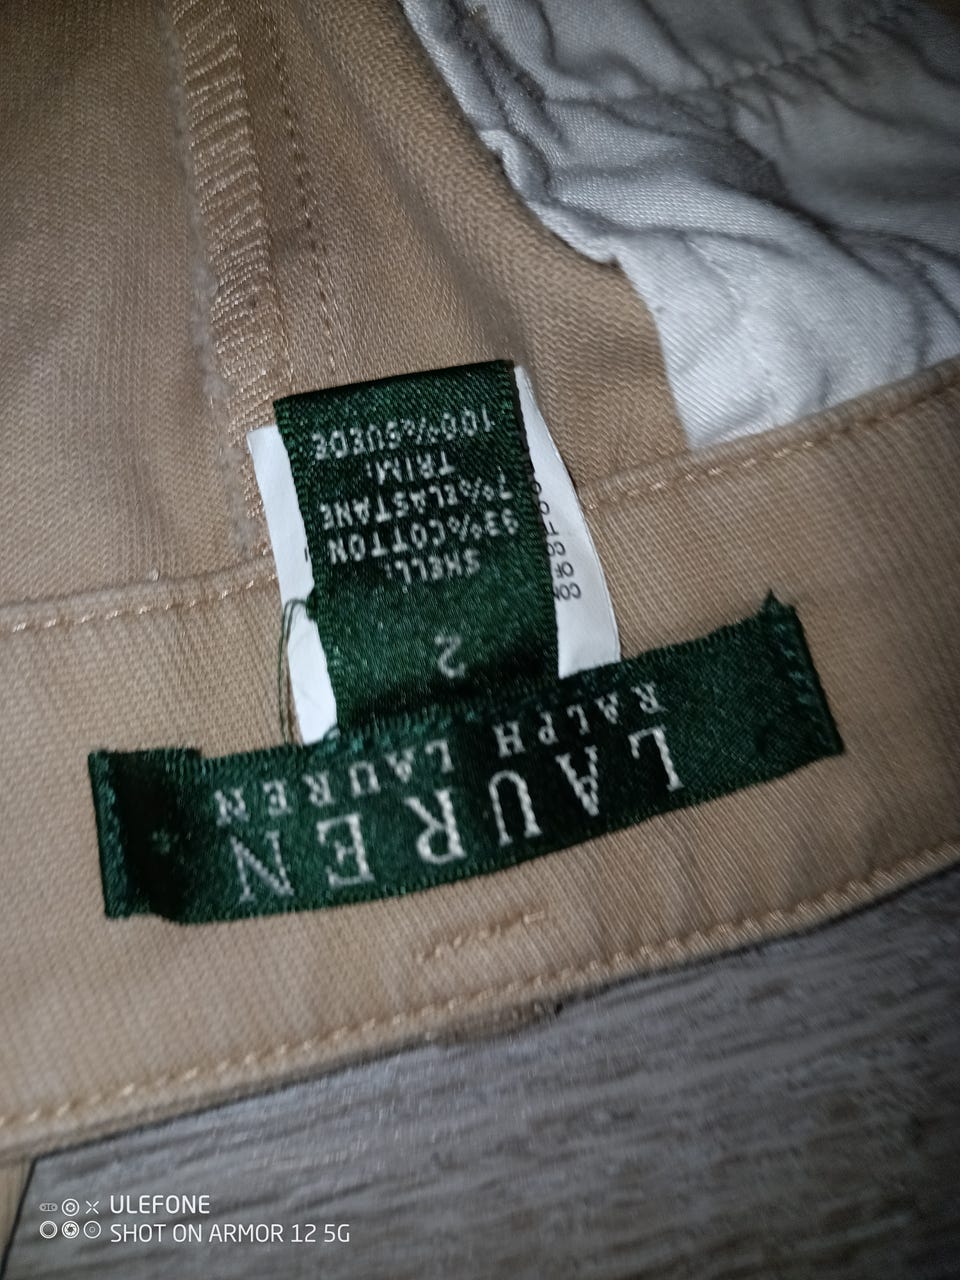 LAUREN
RALPH LAUREN
2
SHELL:
93%COTTON
7%ELASTANE
TRIM:
100%SUEDE
ULEFONE
SHOT ON ARMOR 12 5G